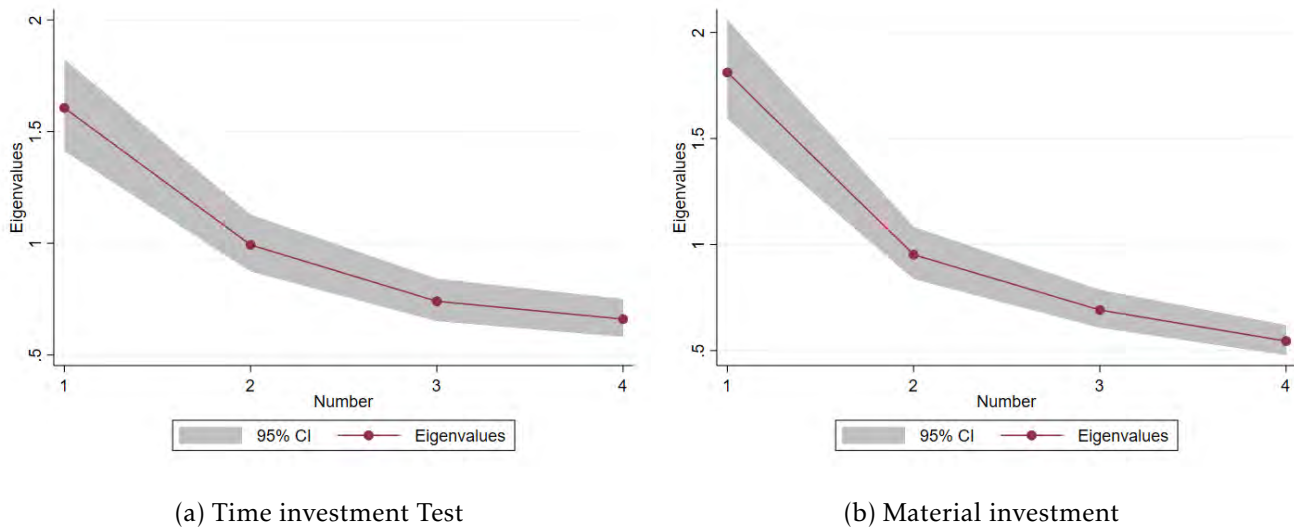 2
1.5
1
.5
Eigenvalues
1 2 3 4
Number
95% CI Eigenvalues
(a) Time investment Test
2
1.5
1
.5
Eigenvalues
1 2 3 4
Number
95% CI Eigenvalues
(b) Material investment